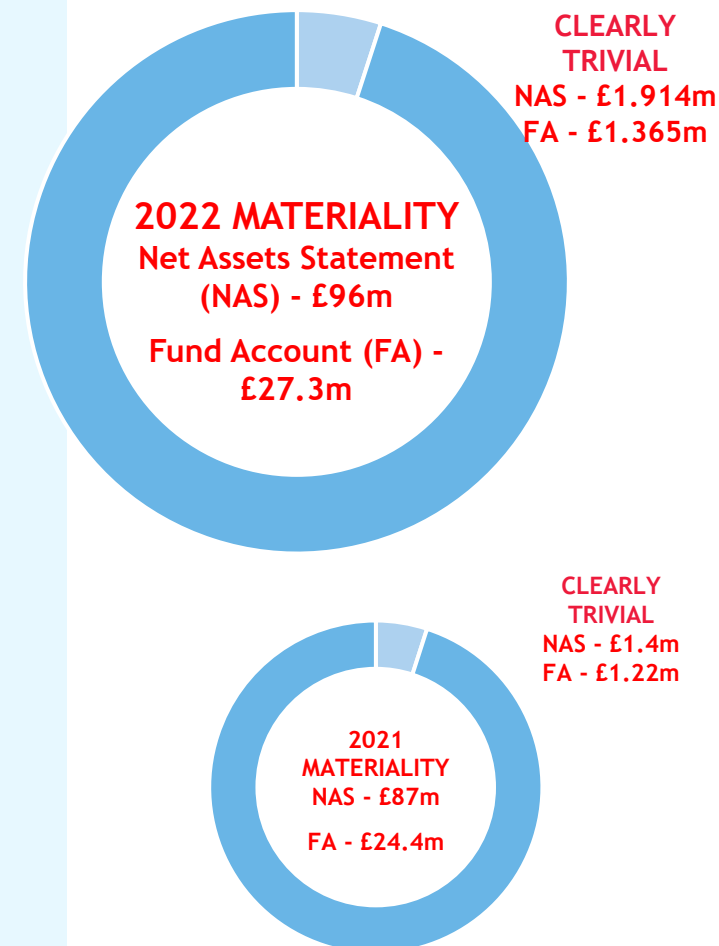 CLEARLY
TRIVIAL
NAS - £1.914m
FA - £1.365m
2022 MATERIALITY
Net Assets Statement
(NAS) - £96m
Fund Account (FA) -
£27.3m
CLEARLY
TRIVIAL
NAS - £1.4m
FA - £1.22m
2021
MATERIALITY
NAS - £87m
FA - £24.4m